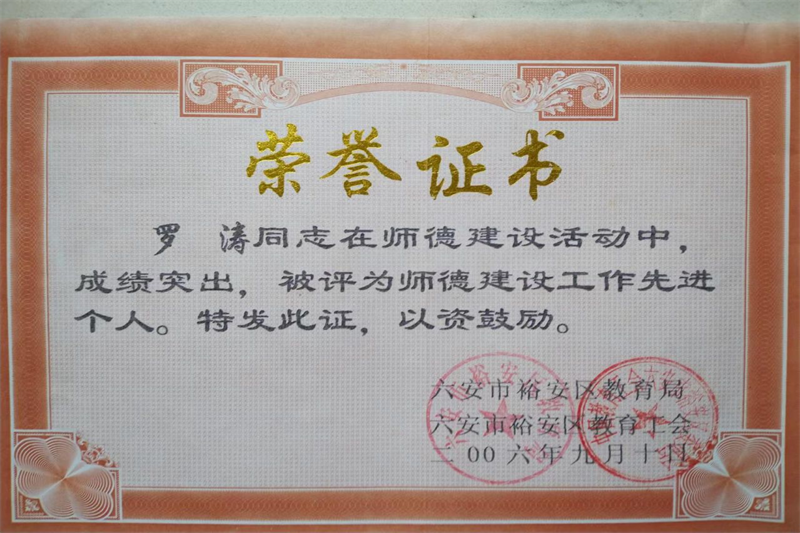 荣誉证书
罗涛同志在师德建设活动中，
成绩突出，被评为师德建设工作先进
个人。特发此证，以资鼓励。
六安市裕安区教育局
六安市裕安区教育工会
二00六年九月十日